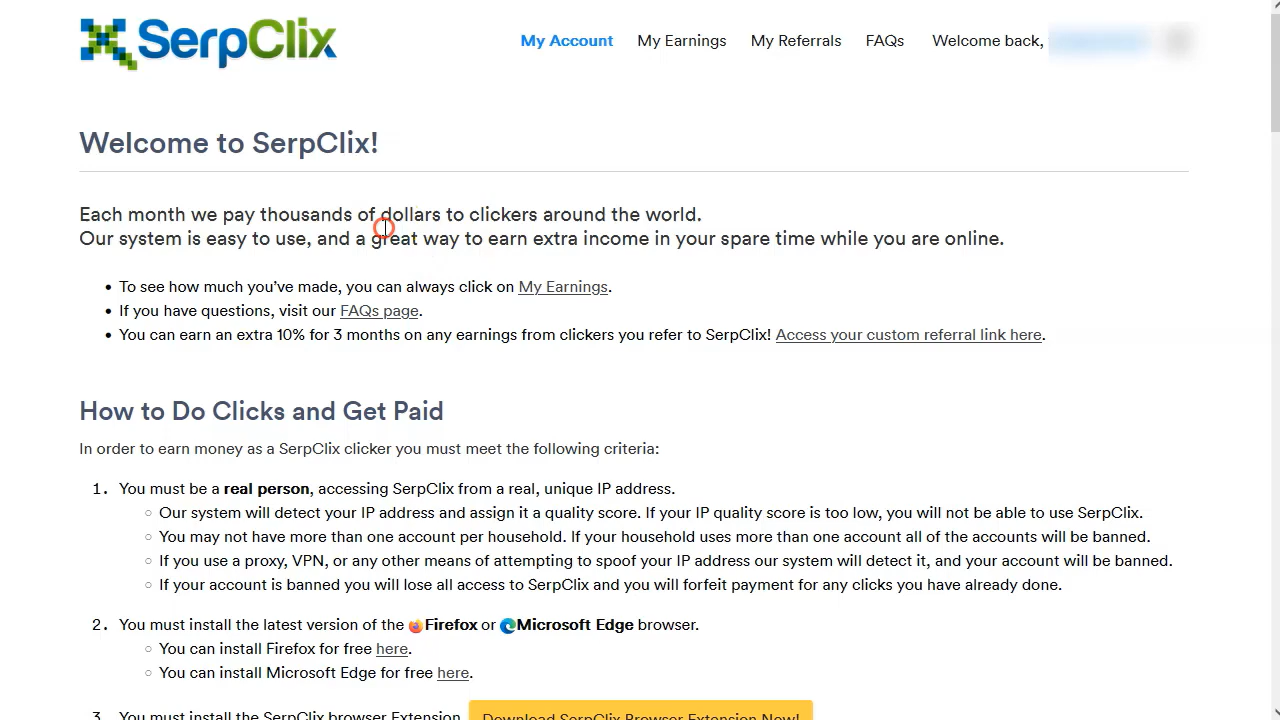 SerpClix
My Account My Earnings My Referrals FAQs Welcome back,
Welcome to SerpClix!
Each month we pay thousands of dollars to clickers around the world.
Our system is easy to use, and a great way to earn extra income in your spare time while you are online.
• To see how much you've made, you can always click on My Earnings.
• If you have questions, visit our FAQs page.
• You can earn an extra 10% for 3 months on any earnings from clickers you refer to SerpClix! Access your custom referral link here.
How to Do Clicks and Get Paid
In order to earn money as a SerpClix clicker you must meet the following criteria:
1. You must be a real person, accessing SerpClix from a real, unique IP address.
○ Our system will detect your IP address and assign it a quality score. If your IP quality score is too low, you will not be able to use SerpClix.
○ You may not have more than one account per household. If your household uses more than one account all of the accounts will be banned.
○ If you use a proxy, VPN, or any other means of attempting to spoof your IP address our system will detect it, and your account will be banned.
○ If your account is banned you will lose all access to SerpClix and you will forfeit payment for any clicks you have already done.
2. You must install the latest version of the Firefox or Microsoft Edge browser.
○ You can install Firefox for free here.
○ You can install Microsoft Edge for free here.
3. You must install the SerpClix browser Extension. Download SerpClix Browser Extension Now!